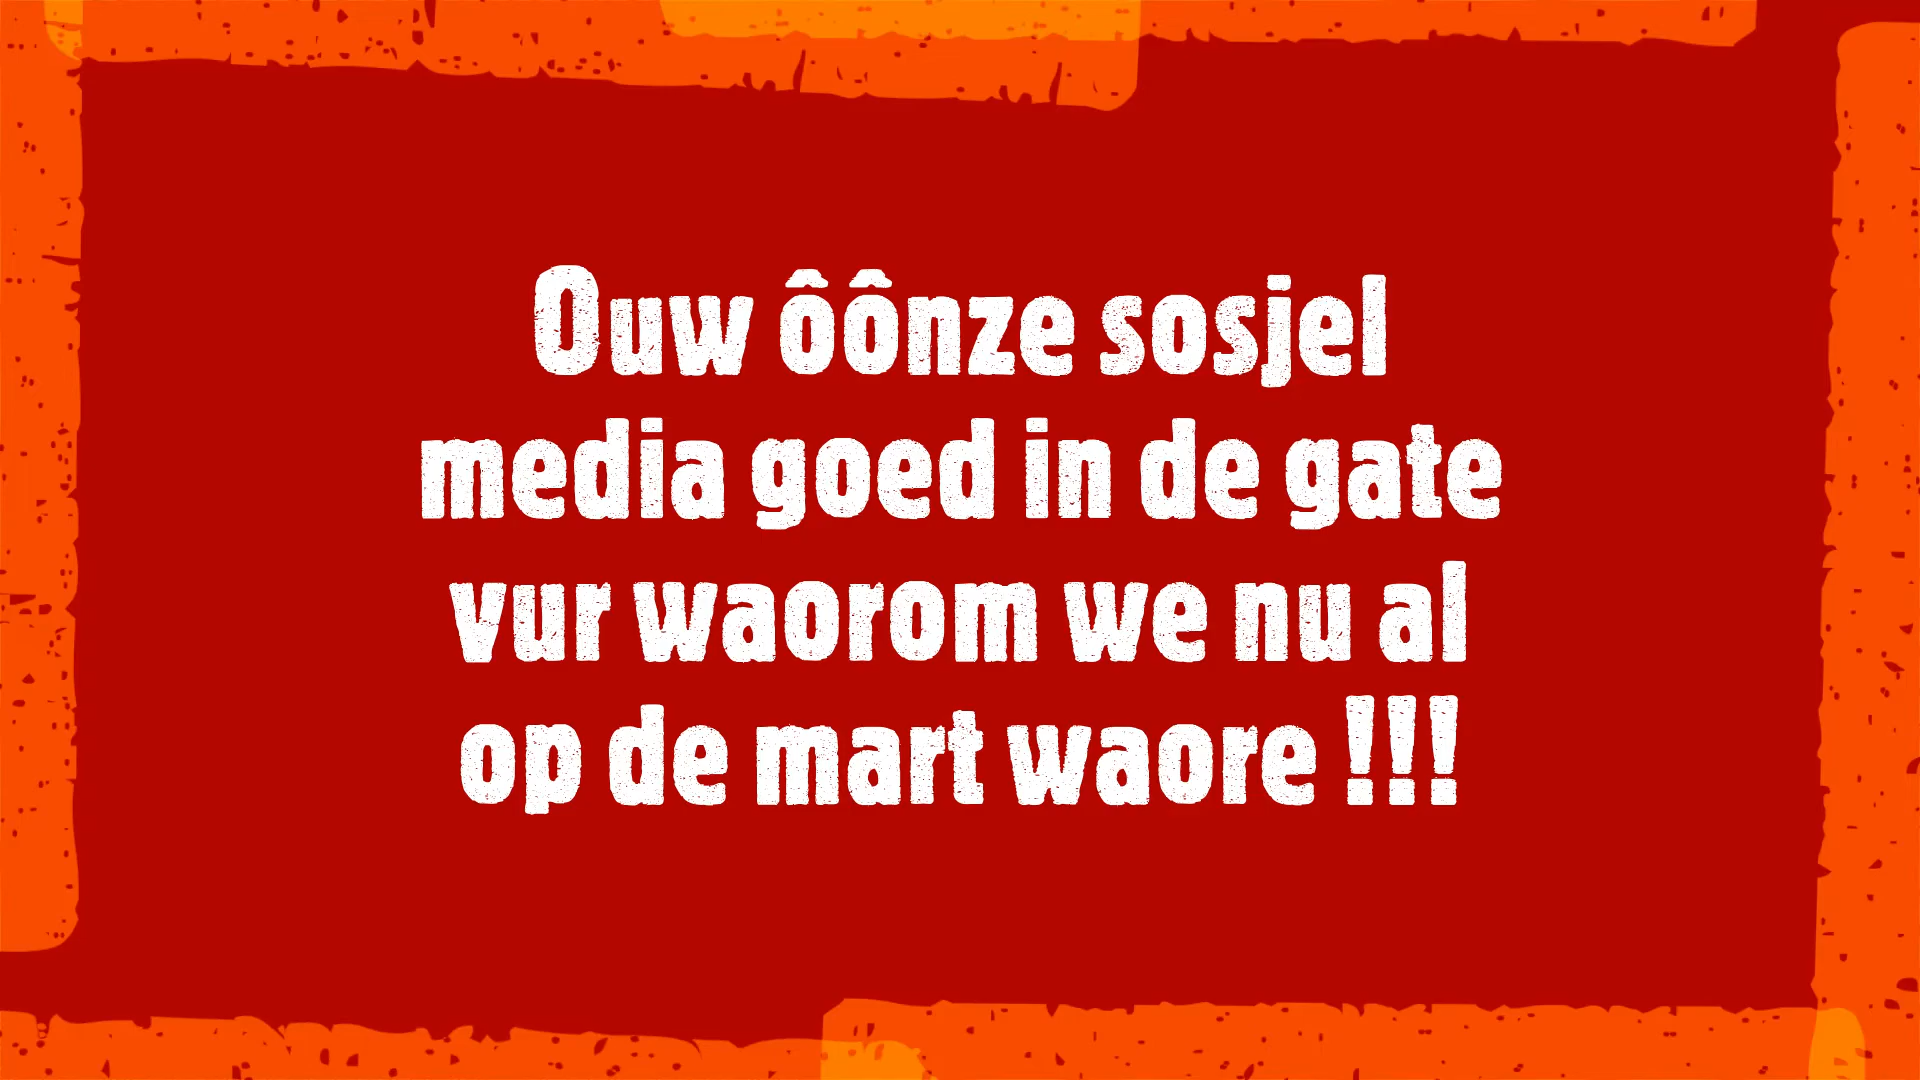 Ouw ôônze sosjel
media goed in de gate
vur waorom we nu al
op de mart waore !!!